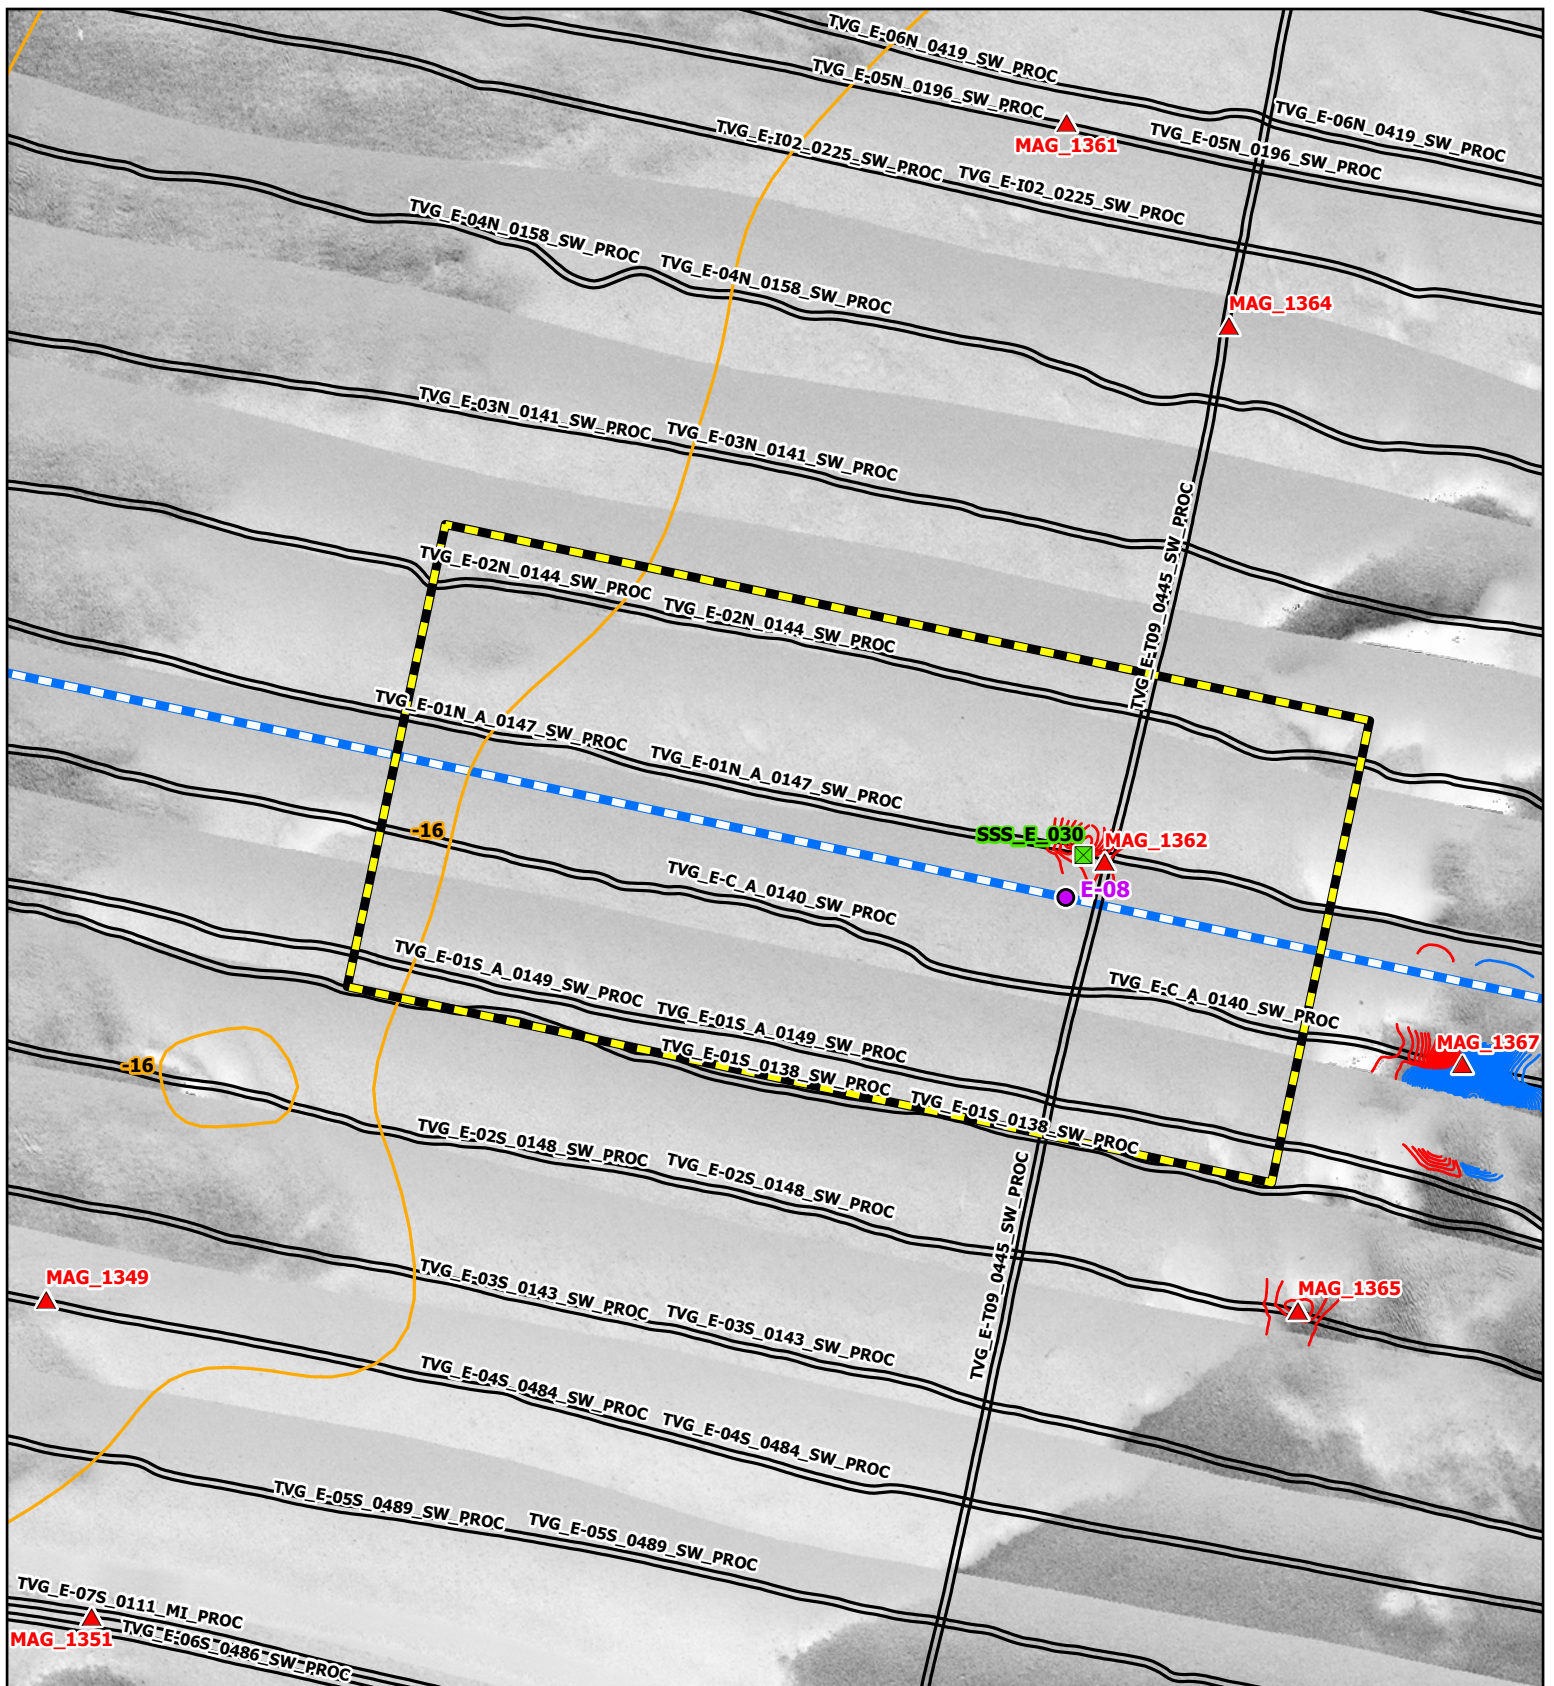 TVG_E-06N_0419_SW_PROC
TVG_E-05N_0196_SW_PROC
TVG_E-06N_0419_SW_PROC
MAG_1361
TVG_E-I02_0225_SW_PROC
TVG_E-05N_0196_SW_PROC
TVG_E-I02_0225_SW_PROC
TVG_E-04N_0158_SW_PROC
TVG_E-04N_0158_SW_PROC
MAG_1364
TVG_E-03N_0141_SW_PROC
TVG_E-03N_0141_SW_PROC
TVG_E-T09_0445_SW_PROC
TVG_E-02N_0144_SW_PROC
TVG_E-02N_0144_SW_PROC
TVG_E-01N_A_0147_SW_PROC
TVG_E-01N_A_0147_SW_PROC
-16
SSS_E_030
MAG_1362
E-08
TVG_E-C_A_0140_SW_PROC
TVG_E-C_A_0140_SW_PROC
TVG_E-01S_A_0149_SW_PROC
TVG_E-01S_A_0149_SW_PROC
MAG_1367
TVG_E-01S_0138_SW_PROC
TVG_E-01S_0138_SW_PROC
-16
TVG_E-02S_0148_SW_PROC
TVG_E-02S_0148_SW_PROC
TVG_E-T09_0445_SW_PROC
MAG_1349
TVG_E-03S_0143_SW_PROC
TVG_E-03S_0143_SW_PROC
MAG_1365
TVG_E-04S_0484_SW_PROC
TVG_E-04S_0484_SW_PROC
TVG_E-05S_0489_SW_PROC
TVG_E-05S_0489_SW_PROC
TVG_E-07S_0111_MI_PROC
MAG_1351
TVG_E-06S_0486_SW_PROC